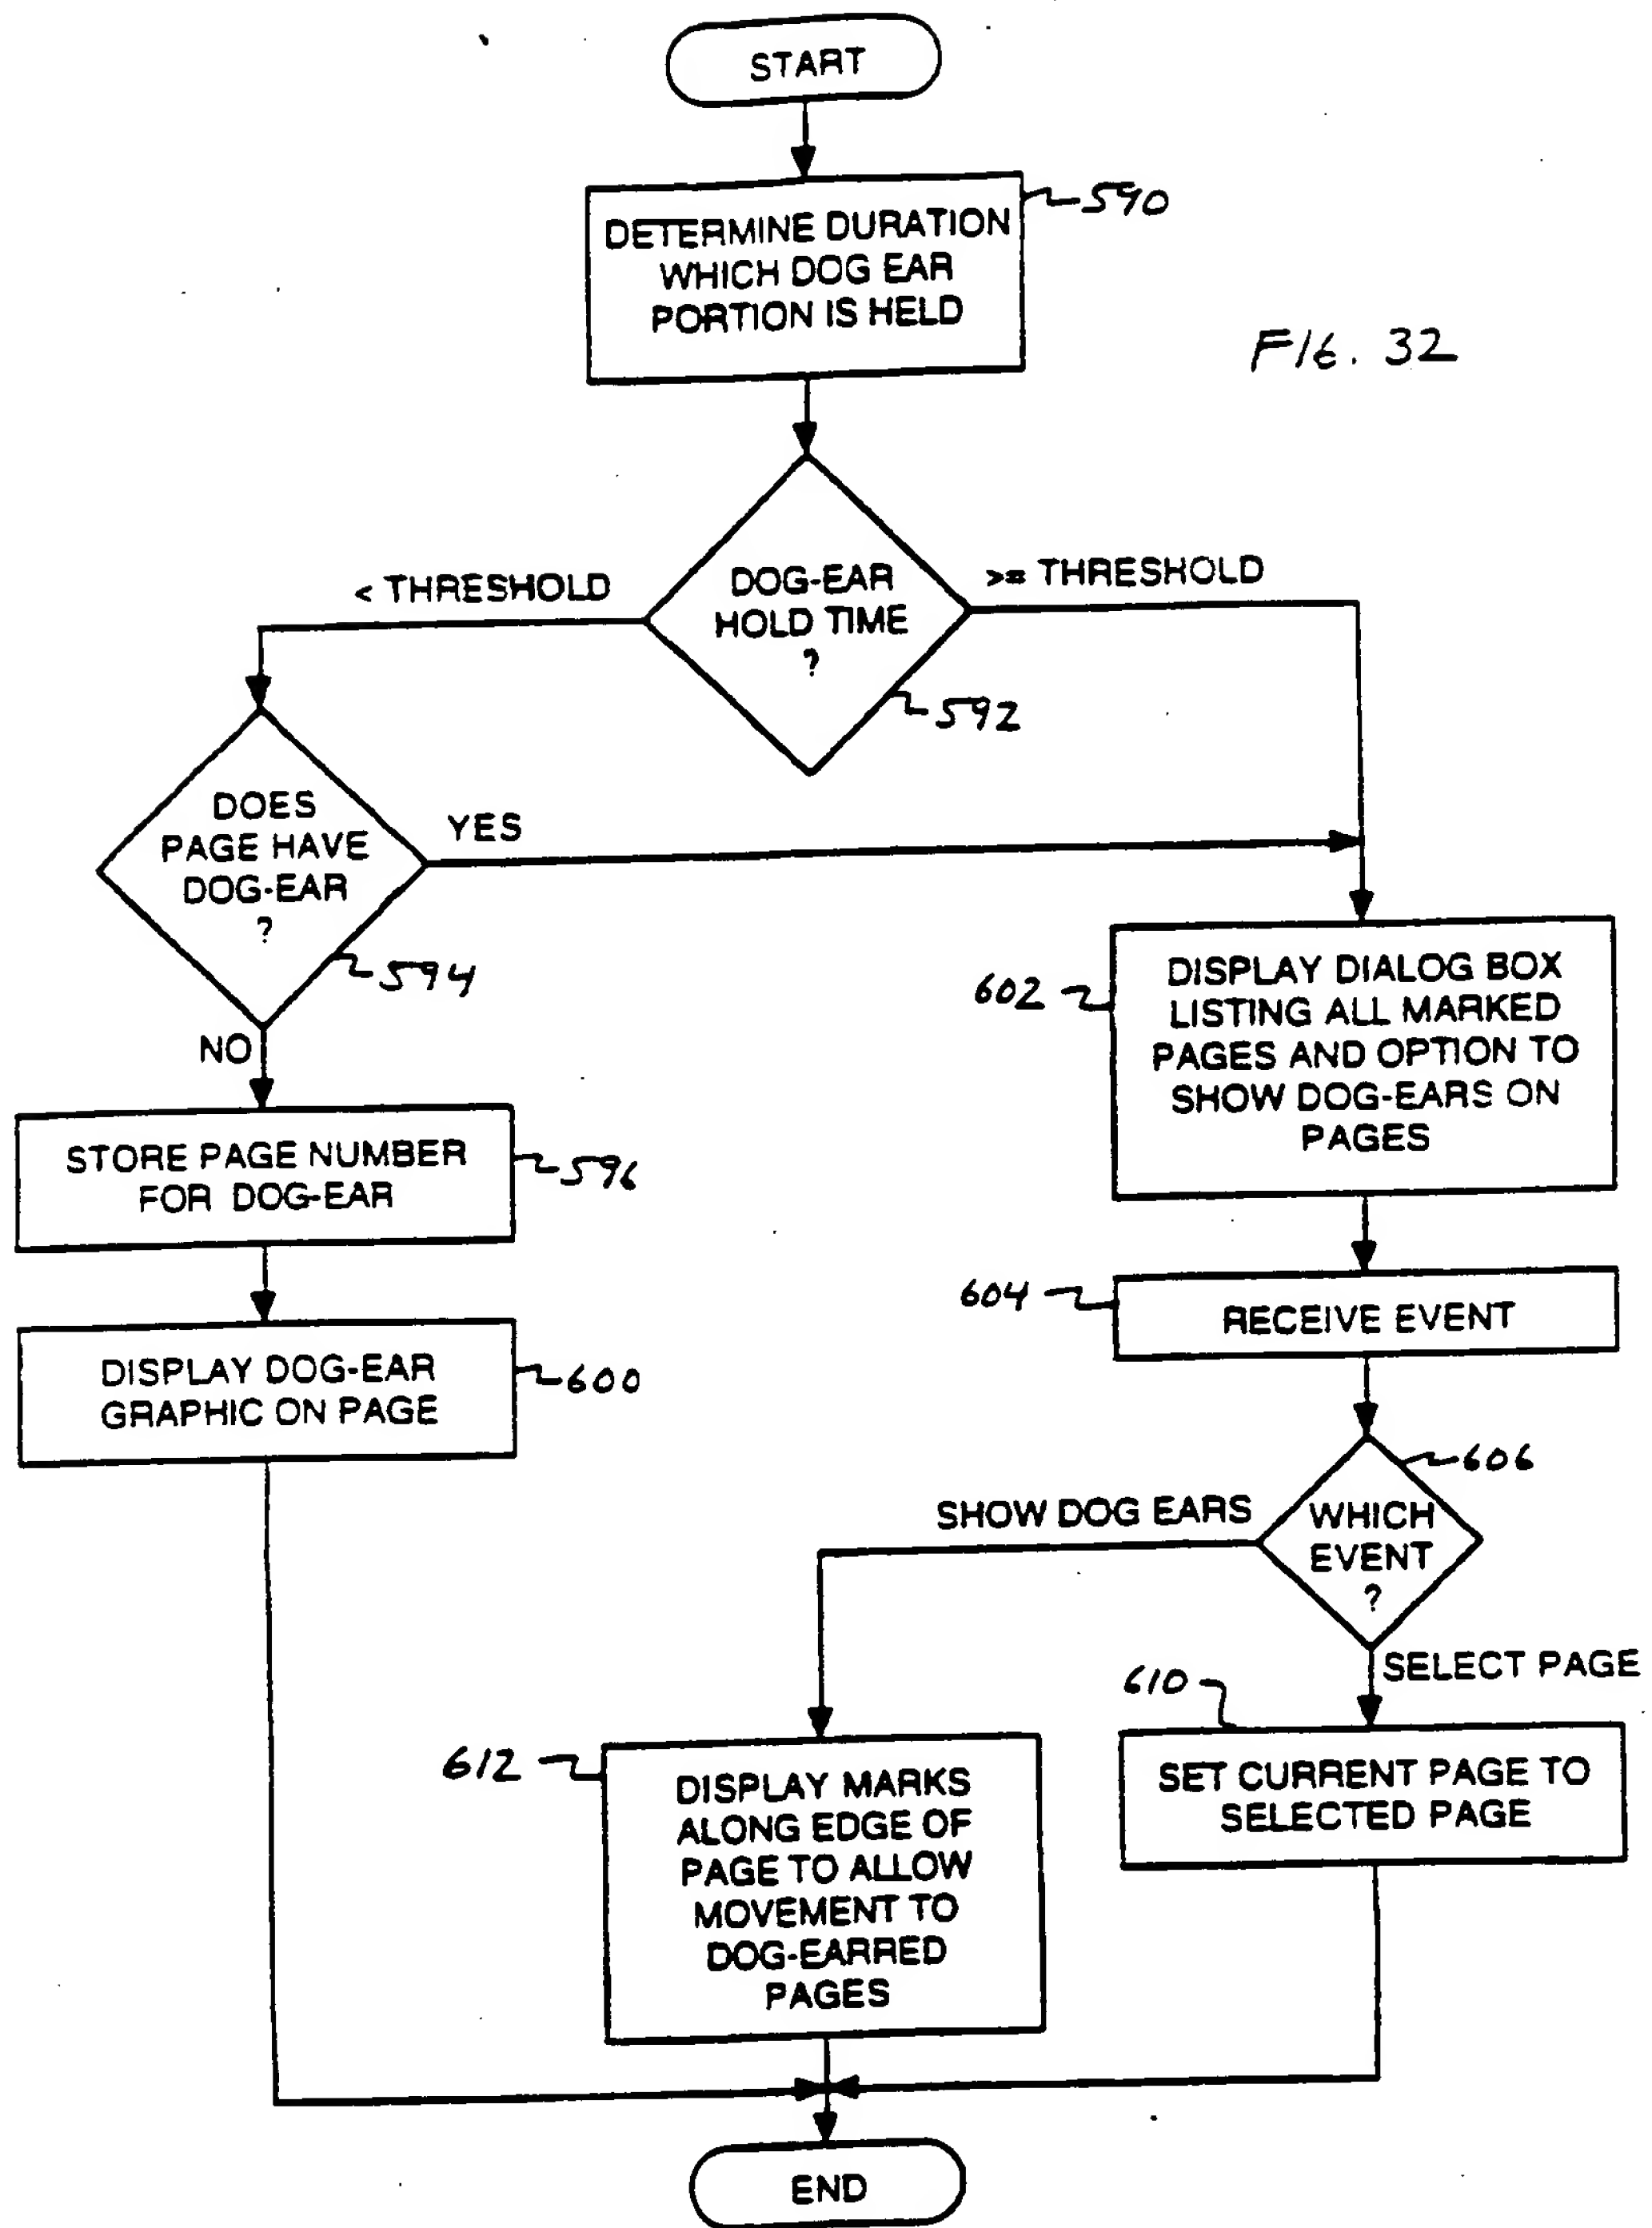 START
DETERMINE DURATION
WHICH DOG EAR
PORTION IS HELD
590
FIG. 32
DOG-EAR
HOLD TIME
?
592
< THRESHOLD
>= THRESHOLD
DOES
PAGE HAVE
DOG-EAR
?
594
YES
NO
STORE PAGE NUMBER
FOR DOG-EAR
596
DISPLAY DOG-EAR
GRAPHIC ON PAGE
600
602
DISPLAY DIALOG BOX
LISTING ALL MARKED
PAGES AND OPTION TO
SHOW DOG-EARS ON
PAGES
604
RECEIVE EVENT
606
WHICH
EVENT
?
SHOW DOG EARS
SELECT PAGE
610
SET CURRENT PAGE TO
SELECTED PAGE
612
DISPLAY MARKS
ALONG EDGE OF
PAGE TO ALLOW
MOVEMENT TO
DOG-EARRED
PAGES
END